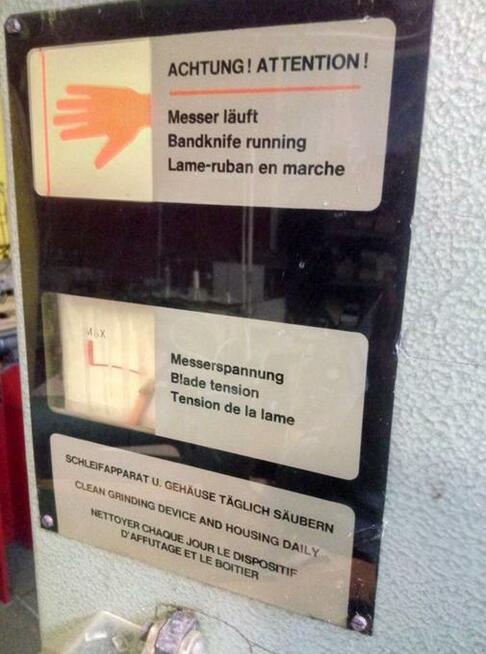 ACHTUNG! ATTENTION!
Messer läuft
Bandknife running
Lame-ruban en marche
MAX
Messerspannung
Blade tension
Tension de la lame
SCHLEIFAPPARAT U. GEHÄUSE TÄGLICH SÄUBERN
CLEAN GRINDING DEVICE AND HOUSING DAILY
NETTOYER CHAQUE JOUR LE DISPOSITIF
D'AFFUTAGE ET LE BOITIER